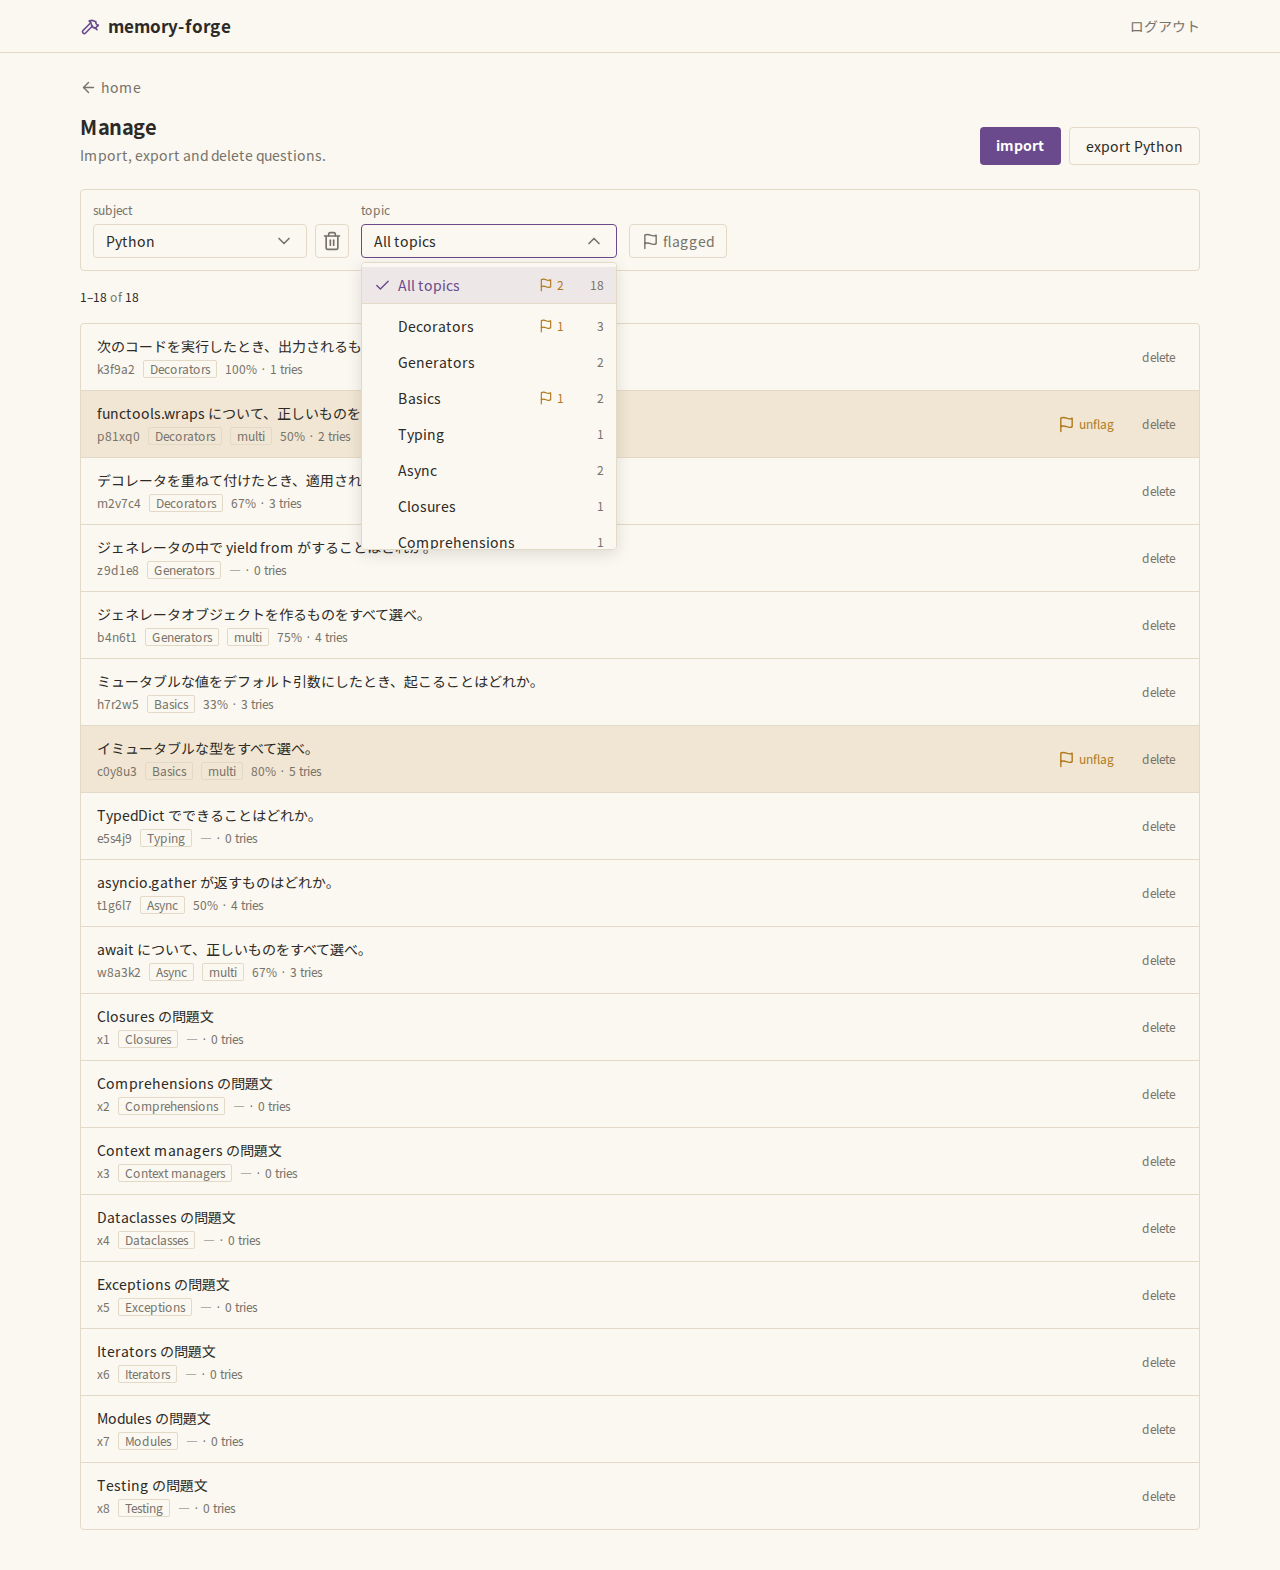 memory-forge
ログアウト
home
Manage
Import, export and delete questions.
import
export Python
subject
topic
Python
All topics
flagged
All topics 2 18
Decorators 1 3
Generators 2
Basics 1 2
Typing 1
Async 2
Closures 1
Comprehensions 1
1–18 of 18
次のコードを実行したとき、出力されるも
k3f9a2 Decorators 100% · 1 tries
delete
functools.wraps について、正しいものを
p81xq0 Decorators multi 50% · 2 tries
unflag delete
デコレータを重ねて付けたとき、適用され
m2v7c4 Decorators 67% · 3 tries
delete
ジェネレータの中で yield from がすることはどれか。
z9d1e8 Generators — · 0 tries
delete
ジェネレータオブジェクトを作るものをすべて選べ。
b4n6t1 Generators multi 75% · 4 tries
delete
ミュータブルな値をデフォルト引数にしたとき、起こることはどれか。
h7r2w5 Basics 33% · 3 tries
delete
イミュータブルな型をすべて選べ。
c0y8u3 Basics multi 80% · 5 tries
unflag delete
TypedDict でできることはどれか。
e5s4j9 Typing — · 0 tries
delete
asyncio.gather が返すものはどれか。
t1g6l7 Async 50% · 4 tries
delete
await について、正しいものをすべて選べ。
w8a3k2 Async multi 67% · 3 tries
delete
Closures の問題文
x1 Closures — · 0 tries
delete
Comprehensions の問題文
x2 Comprehensions — · 0 tries
delete
Context managers の問題文
x3 Context managers — · 0 tries
delete
Dataclasses の問題文
x4 Dataclasses — · 0 tries
delete
Exceptions の問題文
x5 Exceptions — · 0 tries
delete
Iterators の問題文
x6 Iterators — · 0 tries
delete
Modules の問題文
x7 Modules — · 0 tries
delete
Testing の問題文
x8 Testing — · 0 tries
delete